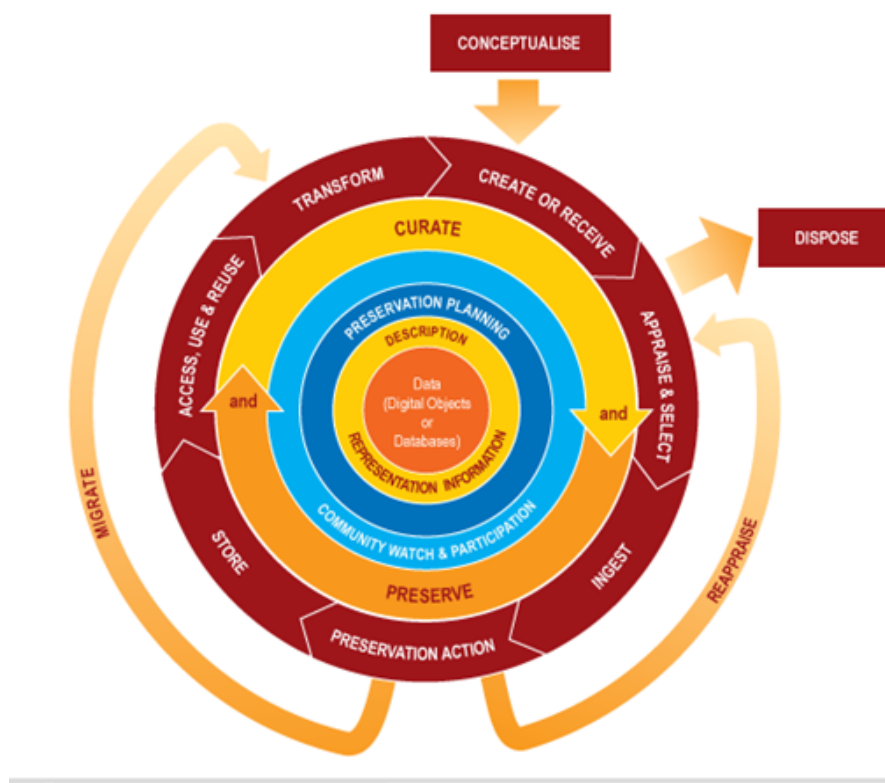 CONCEPTUALISE
TRANSFORM
CREATE OR RECEIVE
DISPOSE
CURATE
ACCESS, USE & REUSE
APPRAISE & SELECT
PRESERVATION PLANNING
DESCRIPTION
Data
(Digital Objects
or
Databases)
and
and
REPRESENTATION INFORMATION
COMMUNITY WATCH & PARTICIPATION
MIGRATE
STORE
PRESERVE
INGEST
REAPPRAISE
PRESERVATION ACTION